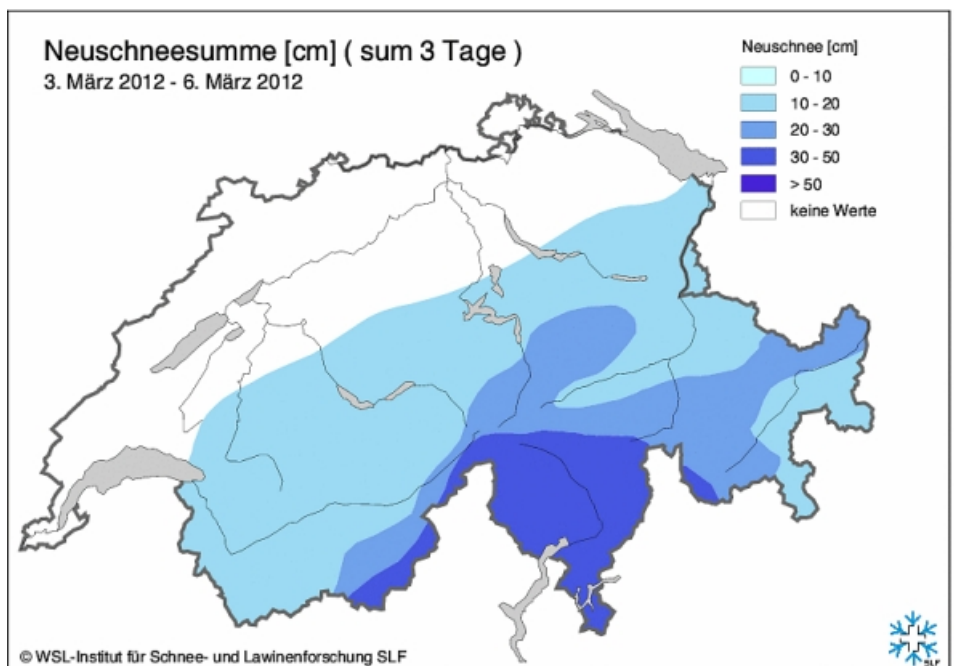 Neuschneesumme [cm] ( sum 3 Tage )
3. März 2012 - 6. März 2012
Neuschnee [cm]
0 - 10
10 - 20
20 - 30
30 - 50
> 50
keine Werte
© WSL-Institut für Schnee- und Lawinenforschung SLF
SLF